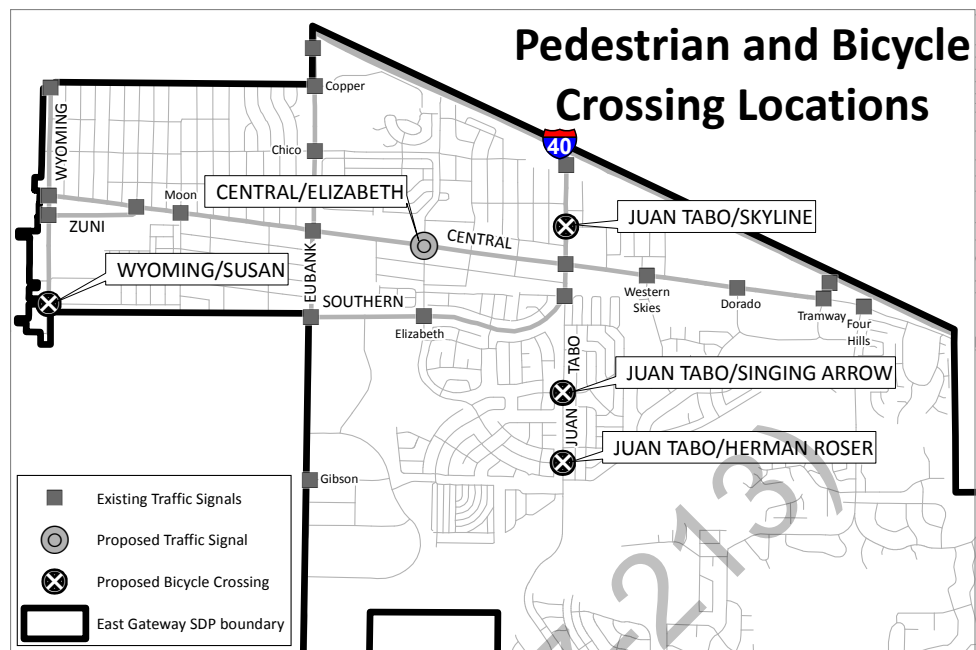 Pedestrian and Bicycle
Crossing Locations
Copper
WYOMING
40
Chico
CENTRAL/ELIZABETH
Moon
JUAN TABO/SKYLINE
ZUNI
CENTRAL
WYOMING/SUSAN
EUBANK
SOUTHERN
Western
Skies
Dorado
Tramway
Four
Hills
Elizabeth
TABO
JUAN TABO/SINGING ARROW
JUAN
JUAN TABO/HERMAN ROSER
Gibson
Existing Traffic Signals
Proposed Traffic Signal
Proposed Bicycle Crossing
East Gateway SDP boundary
-213)